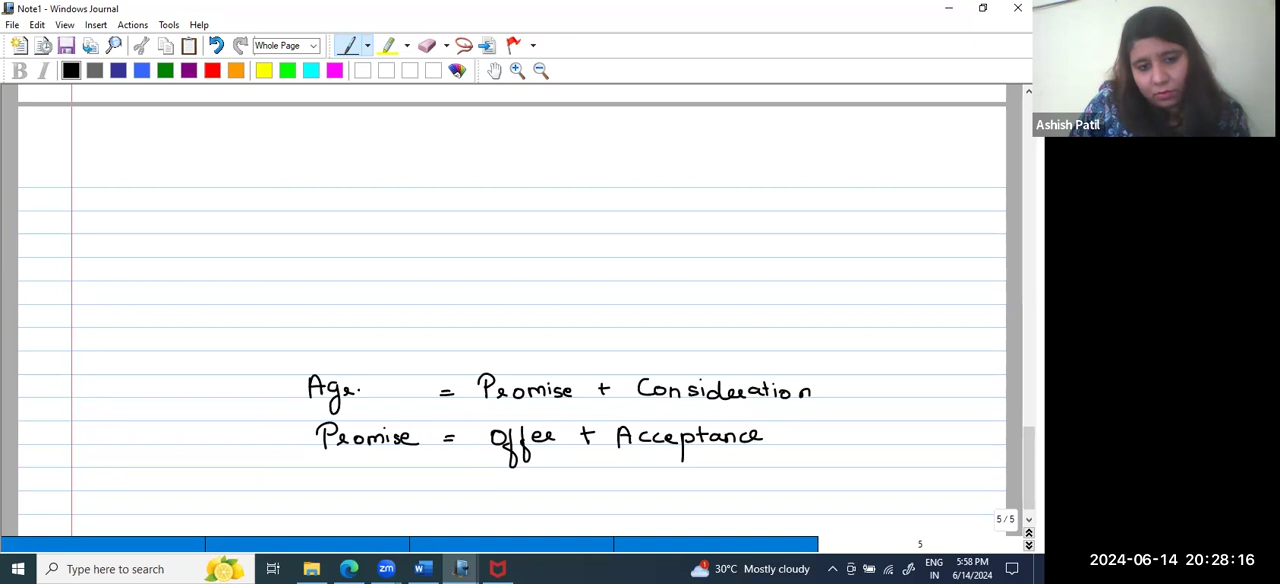 Note1 - Windows Journal
File Edit View Insert Actions Tools Help
Whole Page
B I
Ashish Patil
Agr. = Promise + Consideration
Promise = Offer + Acceptance
5 / 5
5
Type here to search
30°C Mostly cloudy
ENG
IN
5:58 PM
6/14/2024
2024-06-14 20:28:16